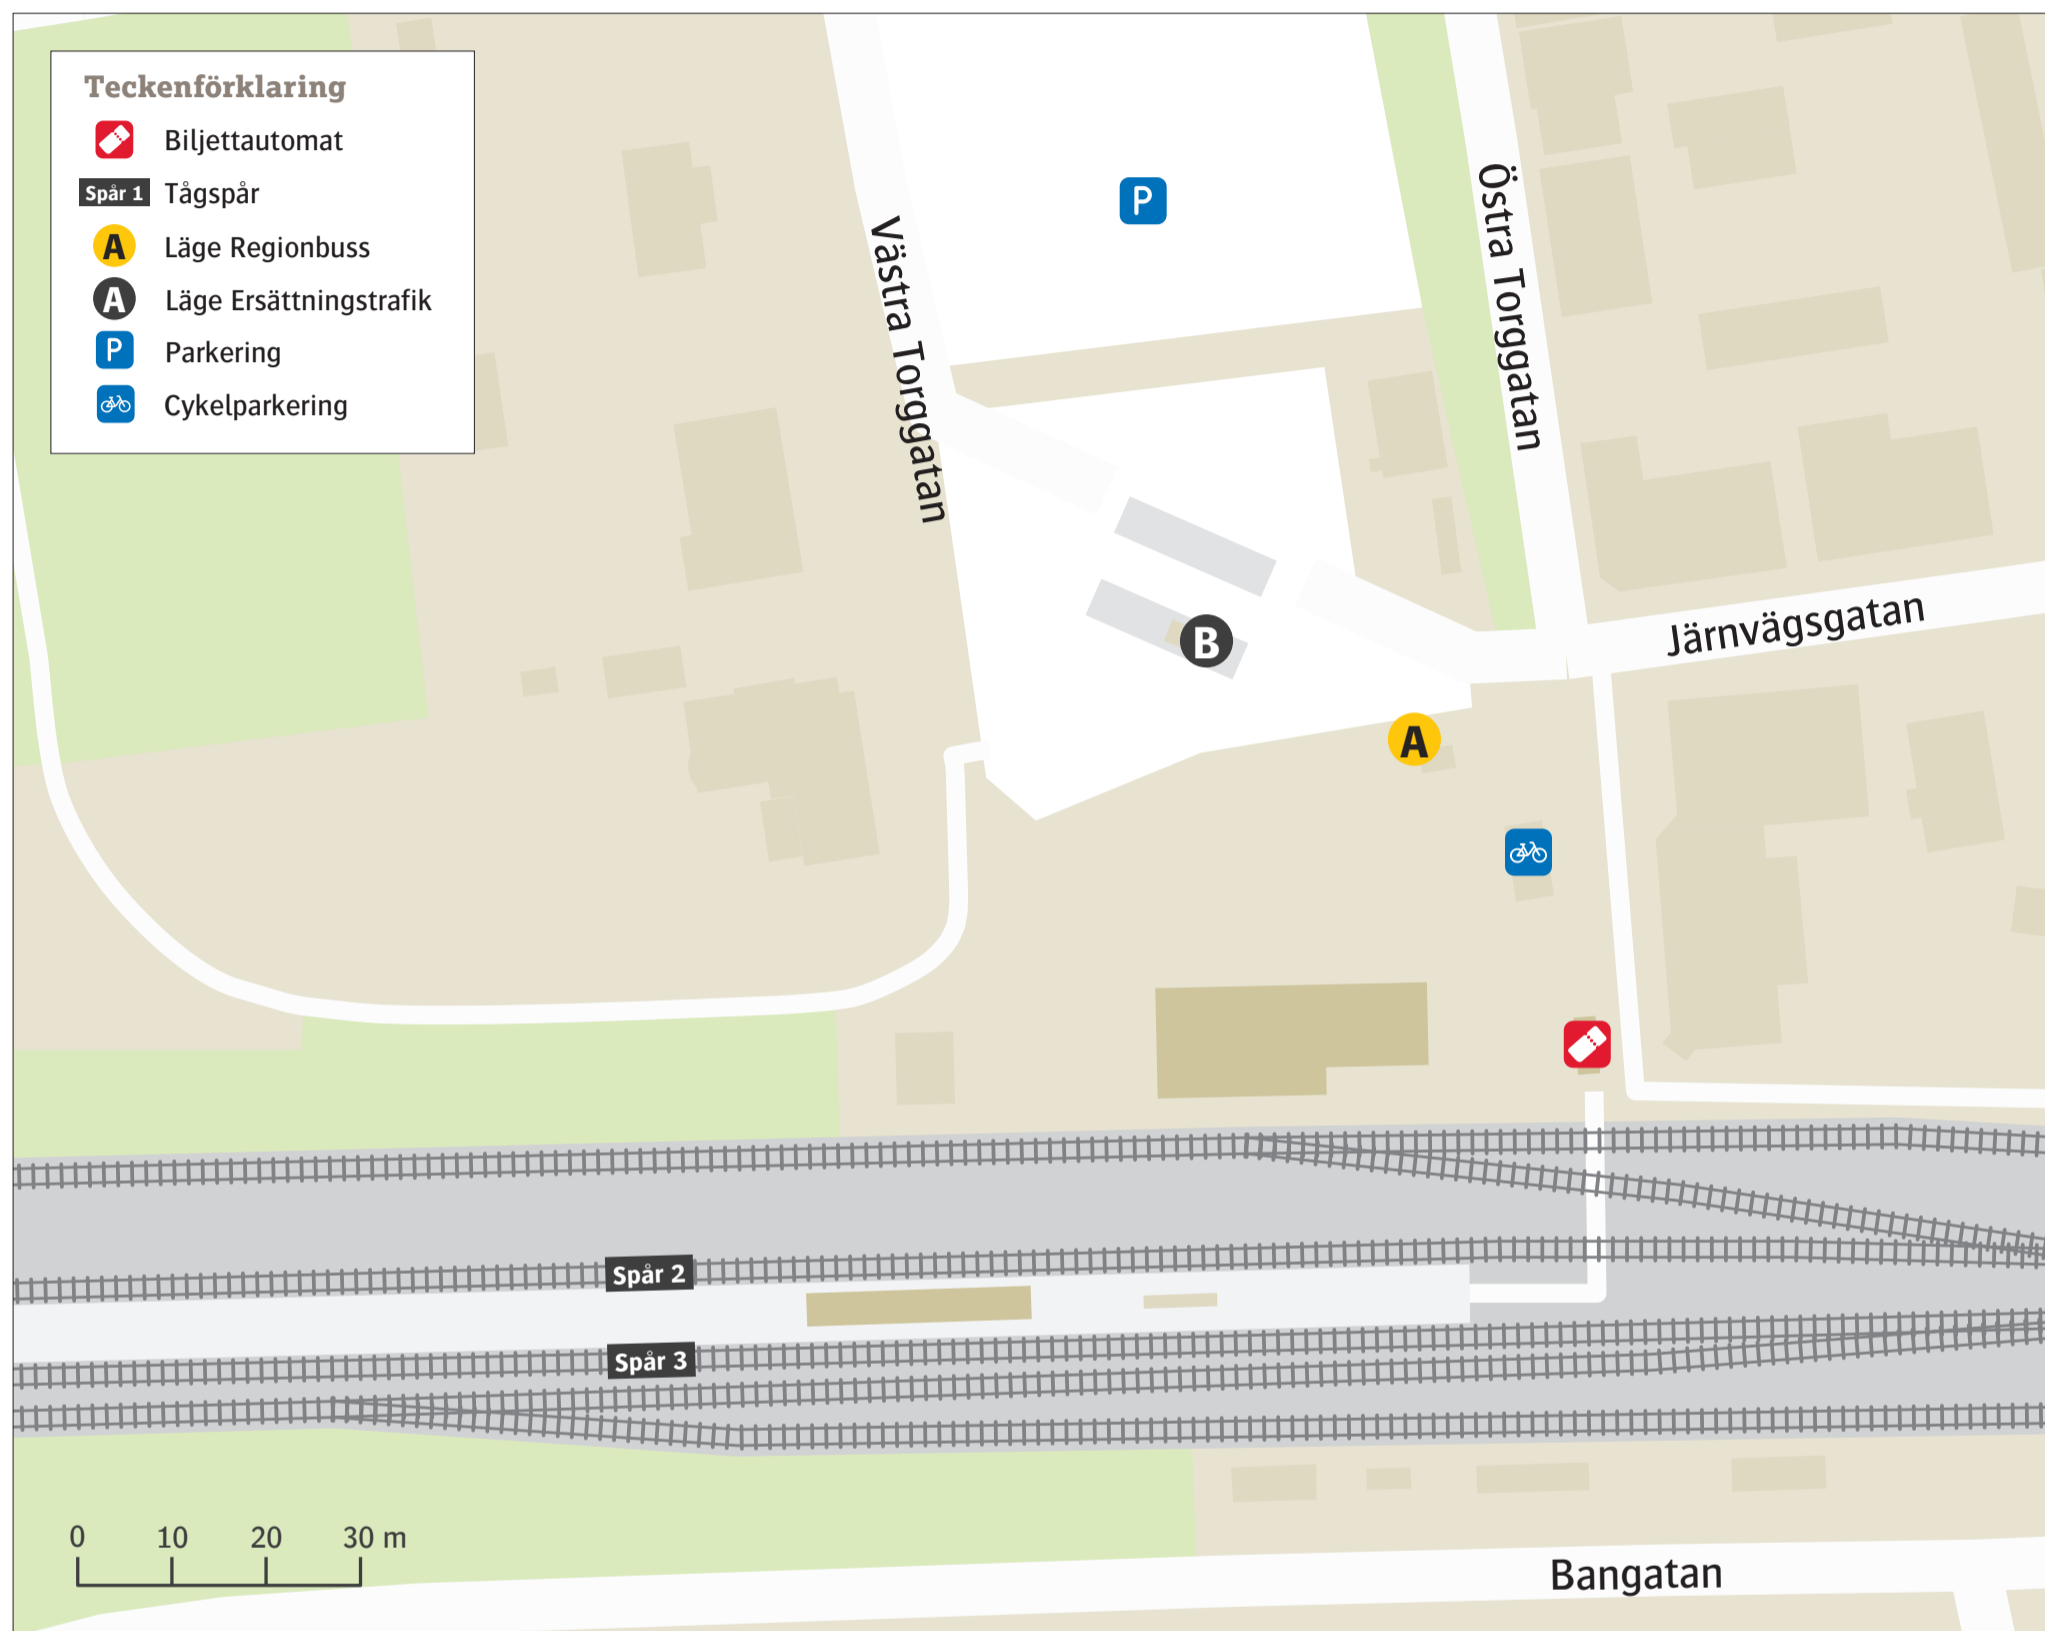 Teckenförklaring
Biljettautomat
Spår 1 Tågspår
A Läge Regionbuss
A Läge Ersättningstrafik
P Parkering
Cykelparkering
P
Västra Torggatan
Östra Torggatan
Järnvägsgatan
B
A
Spår 2
Spår 3
0 10 20 30 m
Bangatan